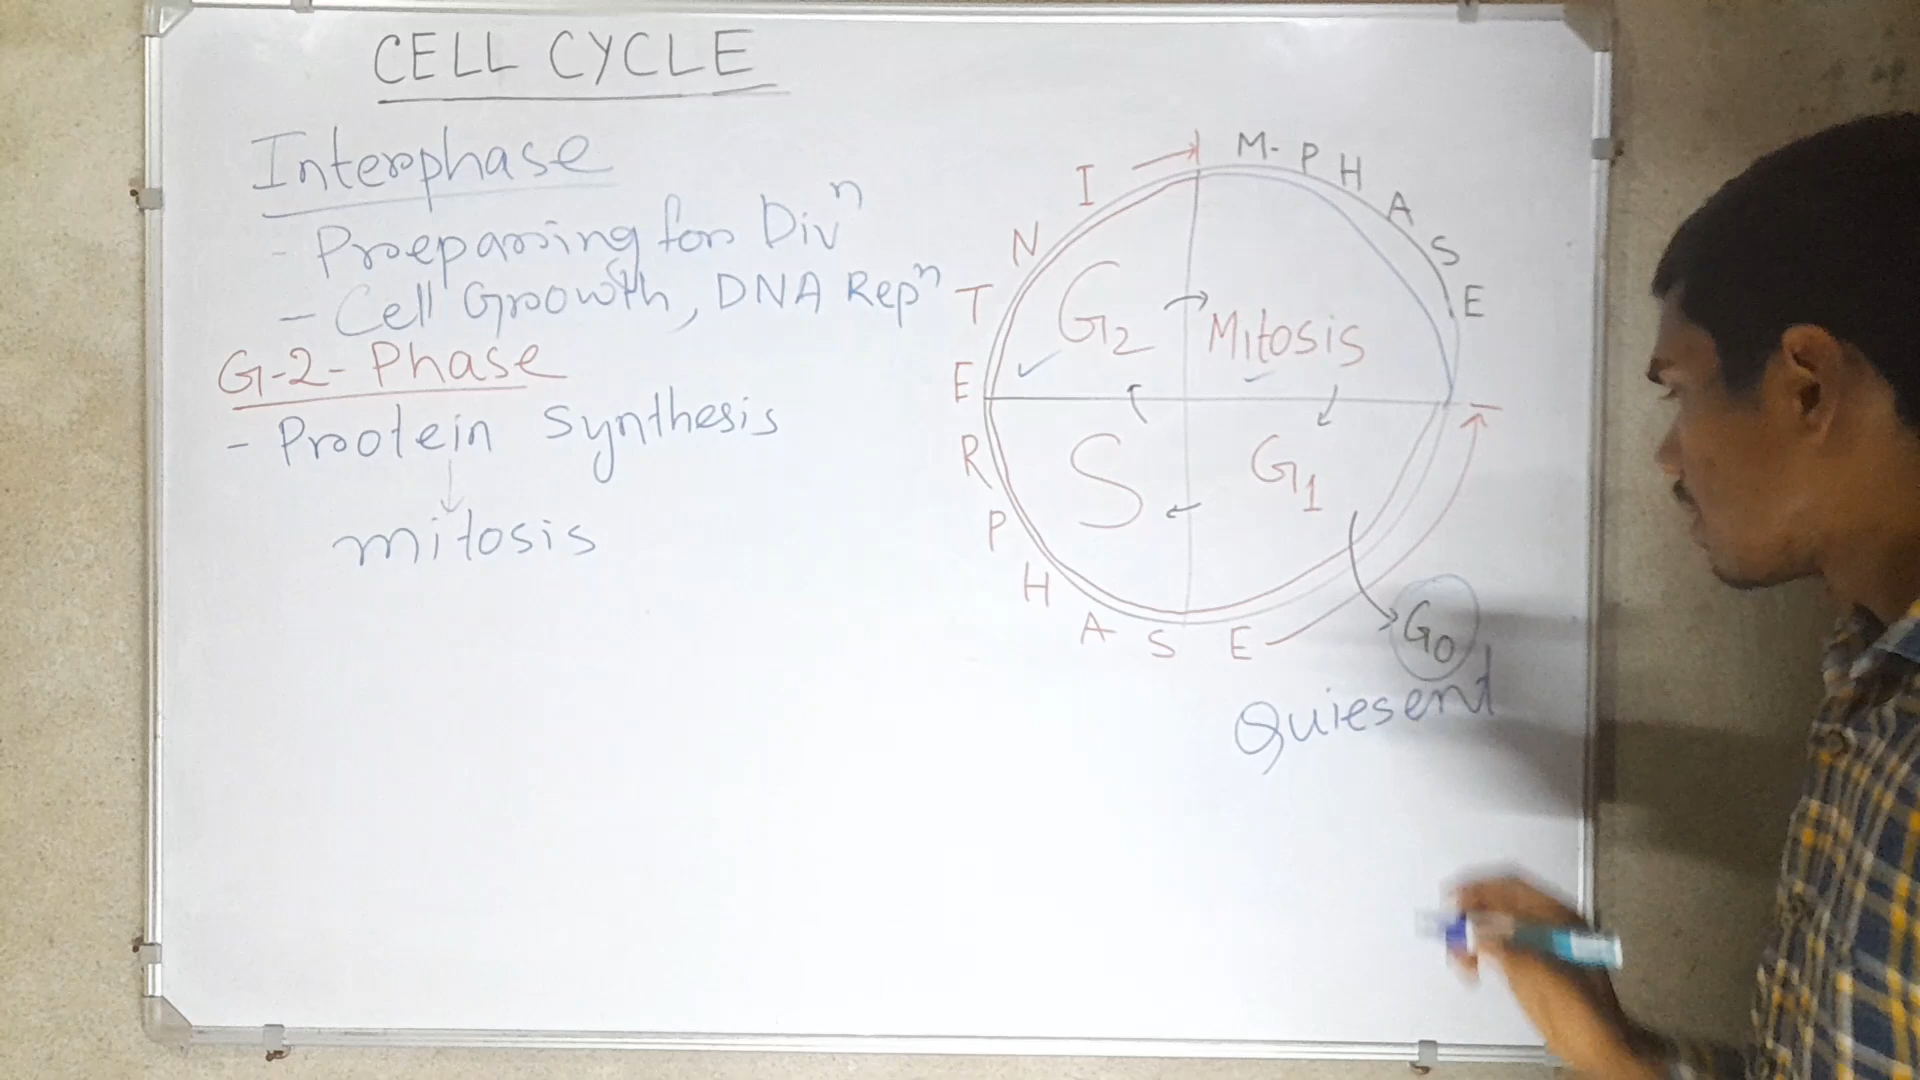 CELL CYCLE
Interphase
- Preparing for Divⁿ
- Cell Growth, DNA Repⁿ
G-2-Phase
- Protein Synthesis
mitosis
INTERPHASE
M-PHASE
G2
Mitosis
S
G1
G0
Quiesent